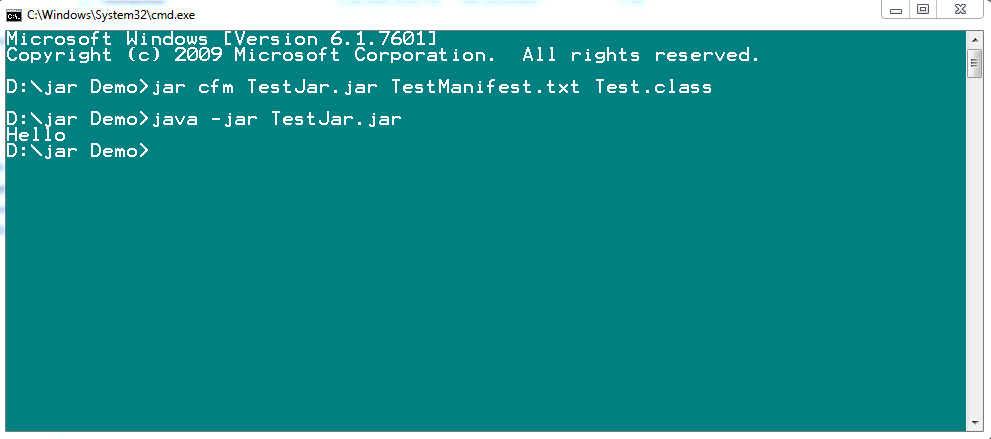 C:\Windows\System32\cmd.exe
Microsoft Windows [Version 6.1.7601]
Copyright (c) 2009 Microsoft Corporation.  All rights reserved.
D:\jar Demo>jar cfm TestJar.jar TestManifest.txt Test.class
D:\jar Demo>java -jar TestJar.jar
Hello
D:\jar Demo>